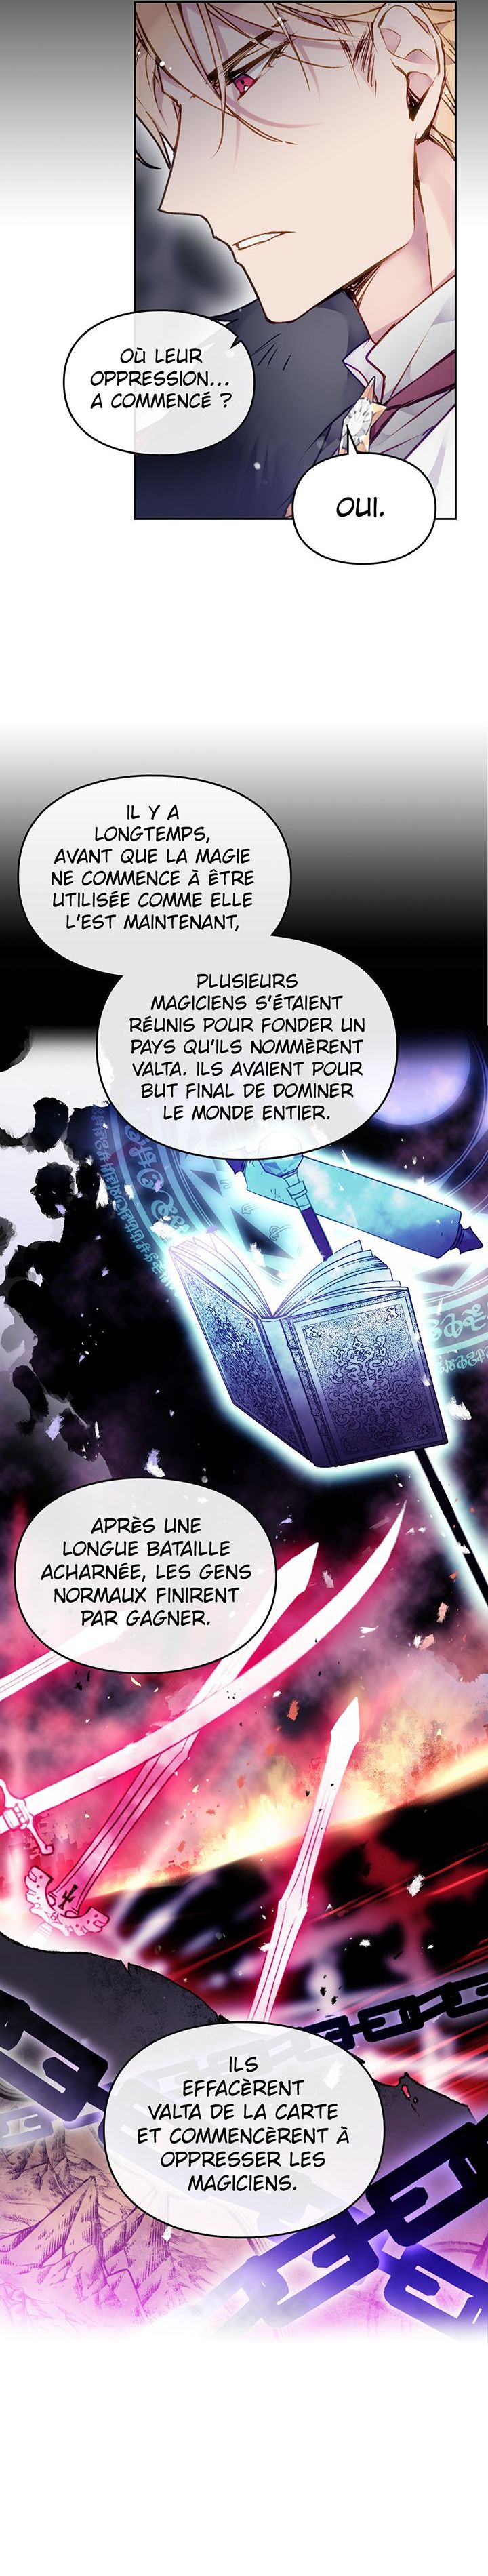 OÙ LEUR
OPPRESSION...
A COMMENCÉ ?
OUI.
IL Y A
LONGTEMPS,
AVANT QUE LA MAGIE
NE COMMENCE À ÊTRE
UTILISÉE COMME ELLE
L'EST MAINTENANT,
PLUSIEURS
MAGICIENS S'ÉTAIENT
RÉUNIS POUR FONDER UN
PAYS QU'ILS NOMMÈRENT
VALTA. ILS AVAIENT POUR
BUT FINAL DE DOMINER
LE MONDE ENTIER.
APRÈS UNE
LONGUE BATAILLE
ACHARNÉE, LES GENS
NORMAUX FINIRENT
PAR GAGNER.
ILS
EFFACÈRENT
VALTA DE LA CARTE
ET COMMENCÈRENT À
OPPRESSER LES
MAGICIENS.